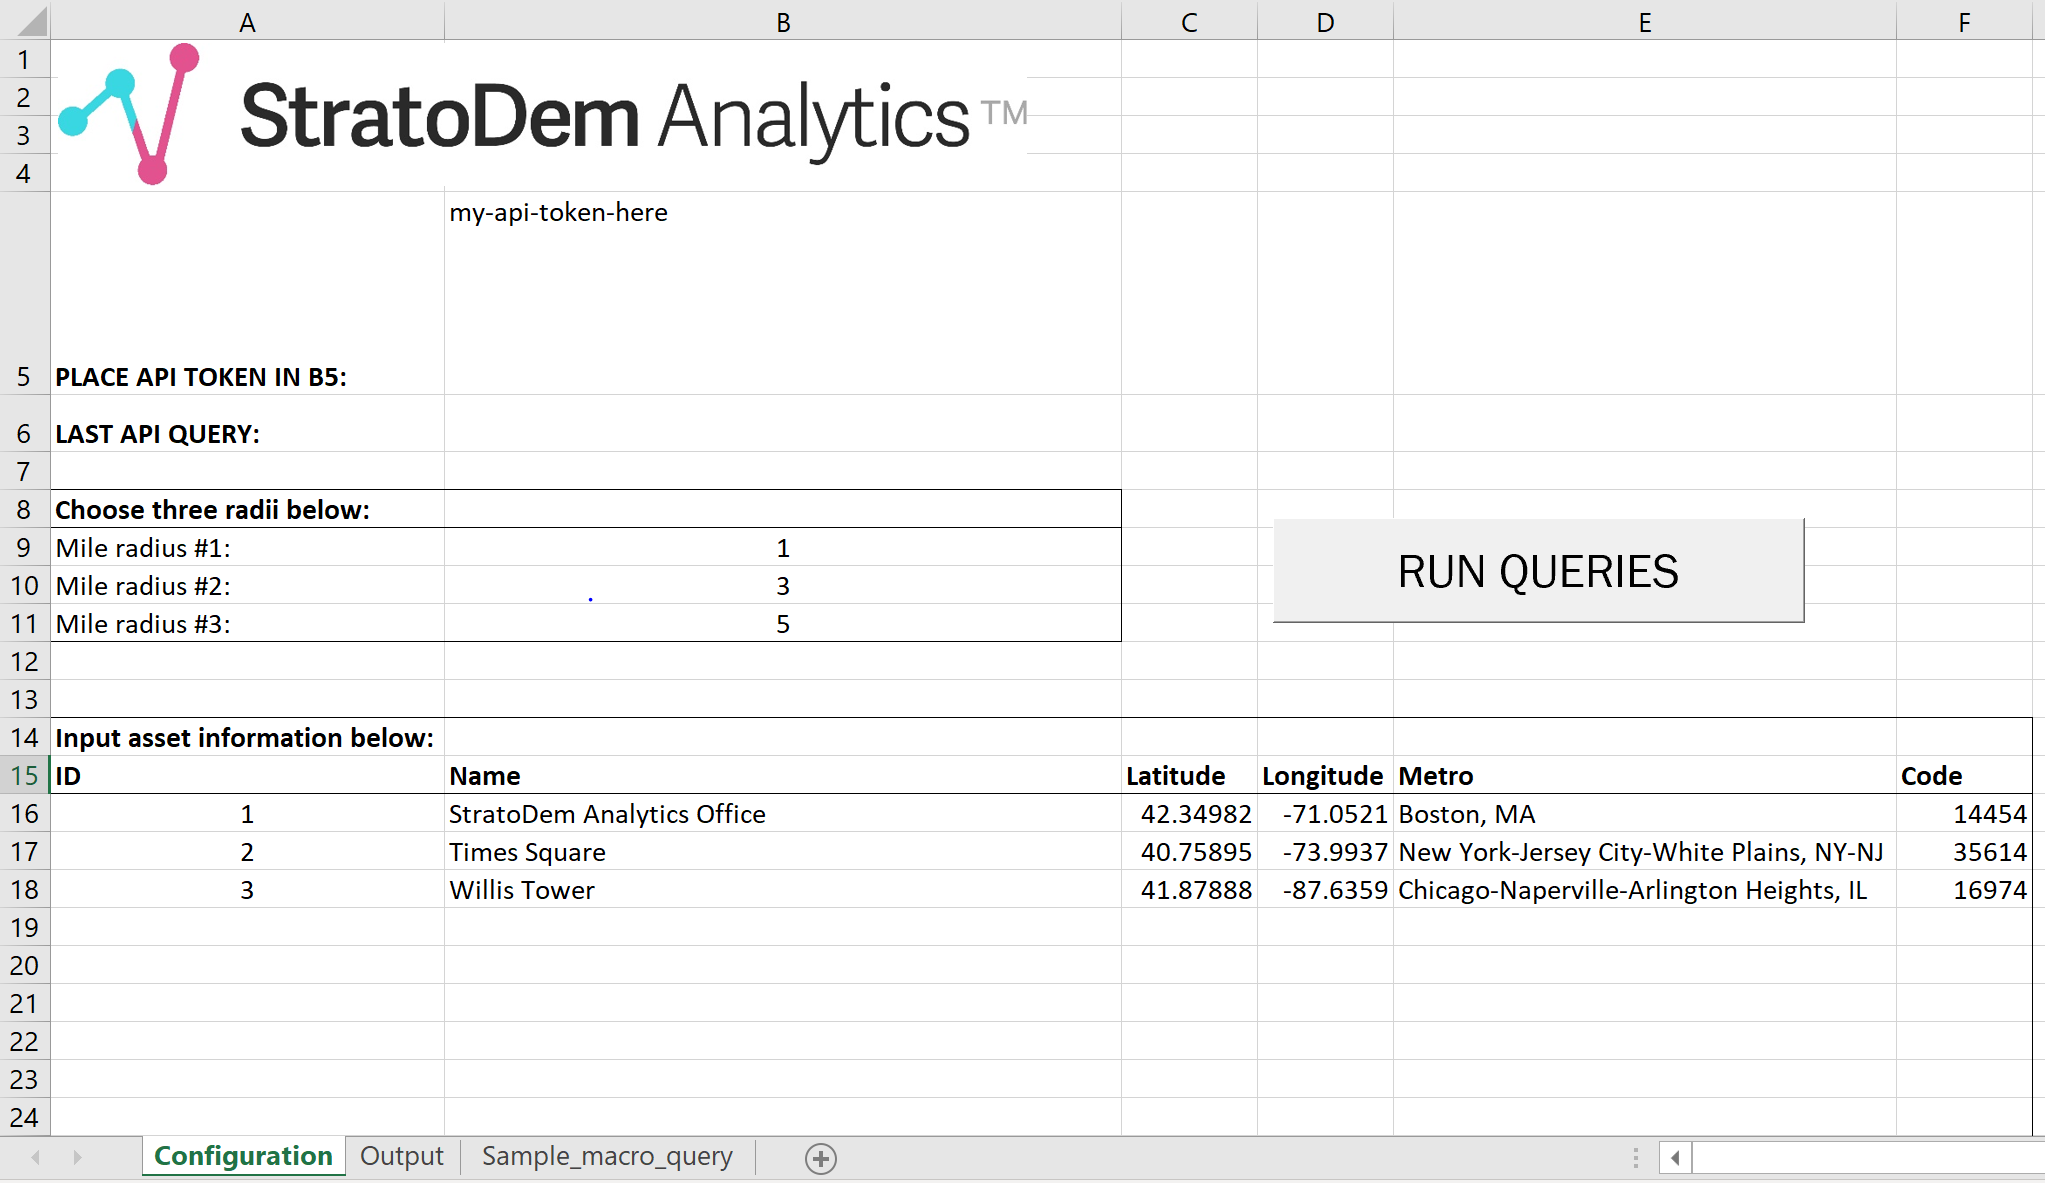 A B C D E F
1
2 StratoDem Analytics™
3
4
my-api-token-here
5 PLACE API TOKEN IN B5:
6 LAST API QUERY:
7
8 Choose three radii below:
9 Mile radius #1: 1
RUN QUERIES
10 Mile radius #2: 3
11 Mile radius #3: 5
12
13
14 Input asset information below:
15 ID Name Latitude Longitude Metro Code
16 1 StratoDem Analytics Office 42.34982 -71.0521 Boston, MA 14454
17 2 Times Square 40.75895 -73.9937 New York-Jersey City-White Plains, NY-NJ 35614
18 3 Willis Tower 41.87888 -87.6359 Chicago-Naperville-Arlington Heights, IL 16974
19
20
21
22
23
24
Configuration Output Sample_macro_query